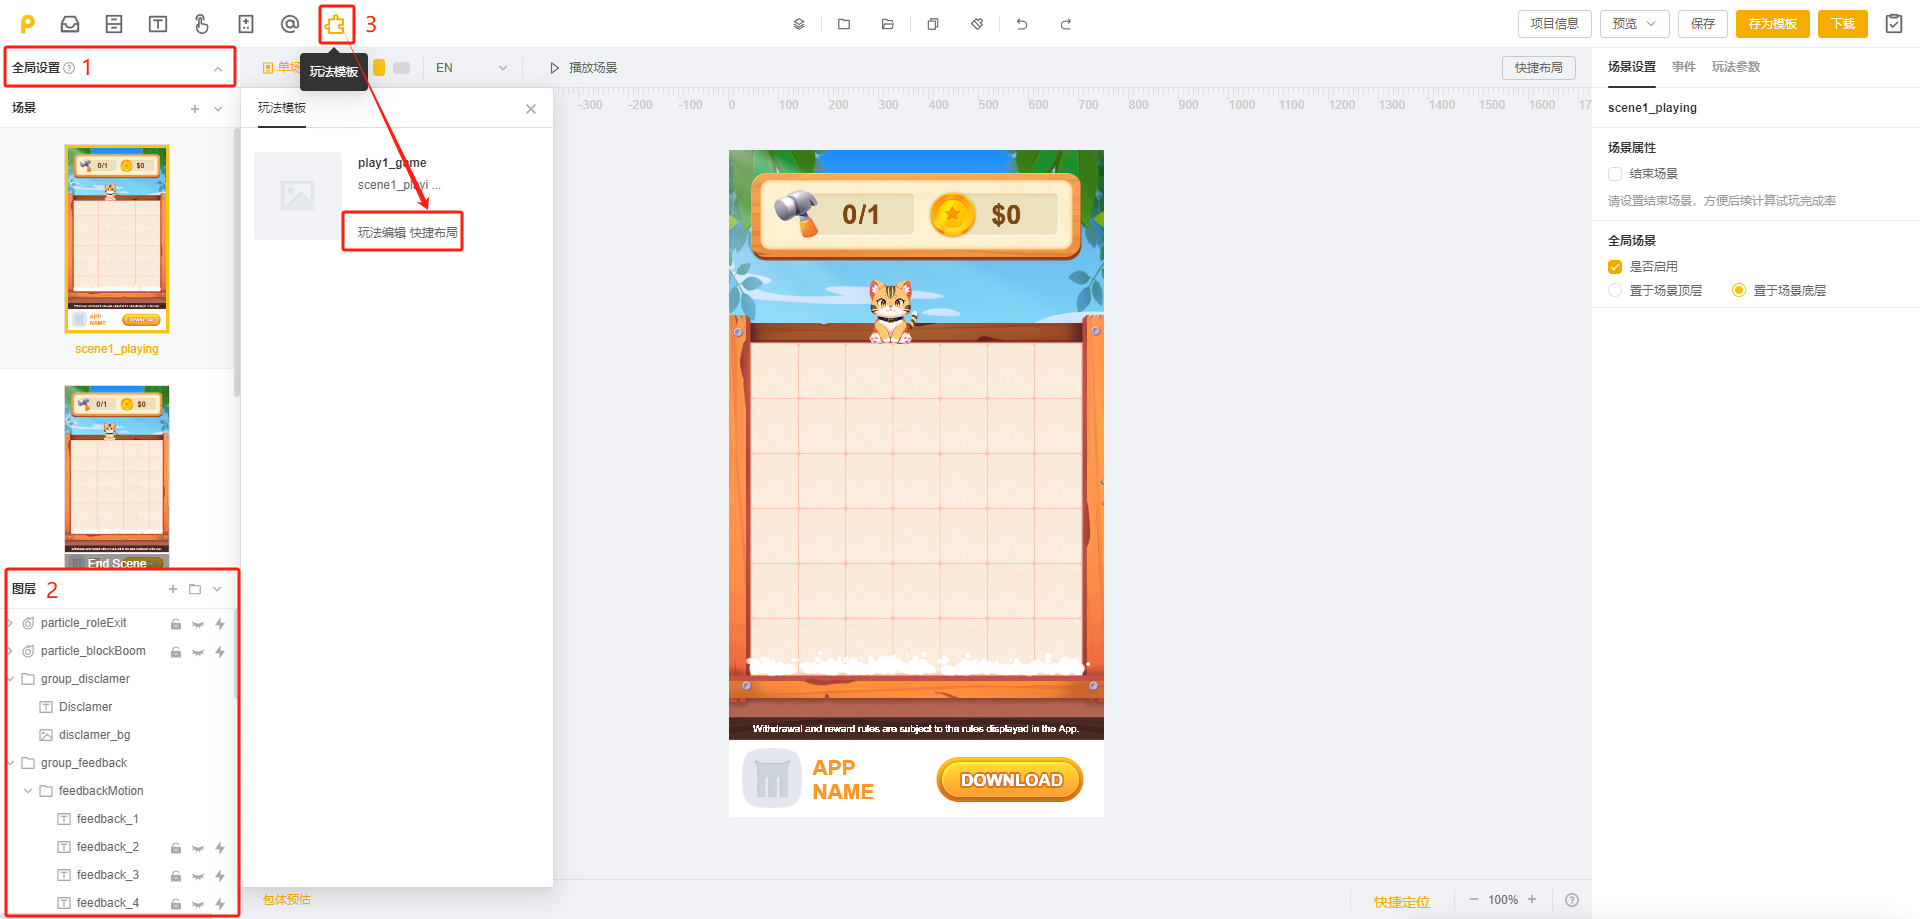 3
项目信息
预览
保存
存为模板
下载
全局设置
1
玩法模板
EN
播放场景
快捷布局
场景设置
事件
玩法参数
场景
玩法模板
-300
-200
-100
0
100
200
300
400
500
600
700
800
900
1000
1100
1200
1300
1400
1500
1600
scene1_playing
play1_game
scene1_playi ...
玩法编辑 快捷布局
场景属性
结束场景
请设置结束场景，方便后续计算试玩完成率
全局场景
是否启用
置于场景顶层
置于场景底层
0/1
$0
APP
NAME
DOWNLOAD
scene1_playing
0/1
$0
End Scene
0/1
$0
Withdrawal and reward rules are subject to the rules displayed in the App.
APP
NAME
DOWNLOAD
图层
2
particle_roleExit
particle_blockBoom
group_disclamer
Disclamer
disclamer_bg
group_feedback
feedbackMotion
feedback_1
feedback_2
feedback_3
feedback_4
包体预估
快捷定位
100%